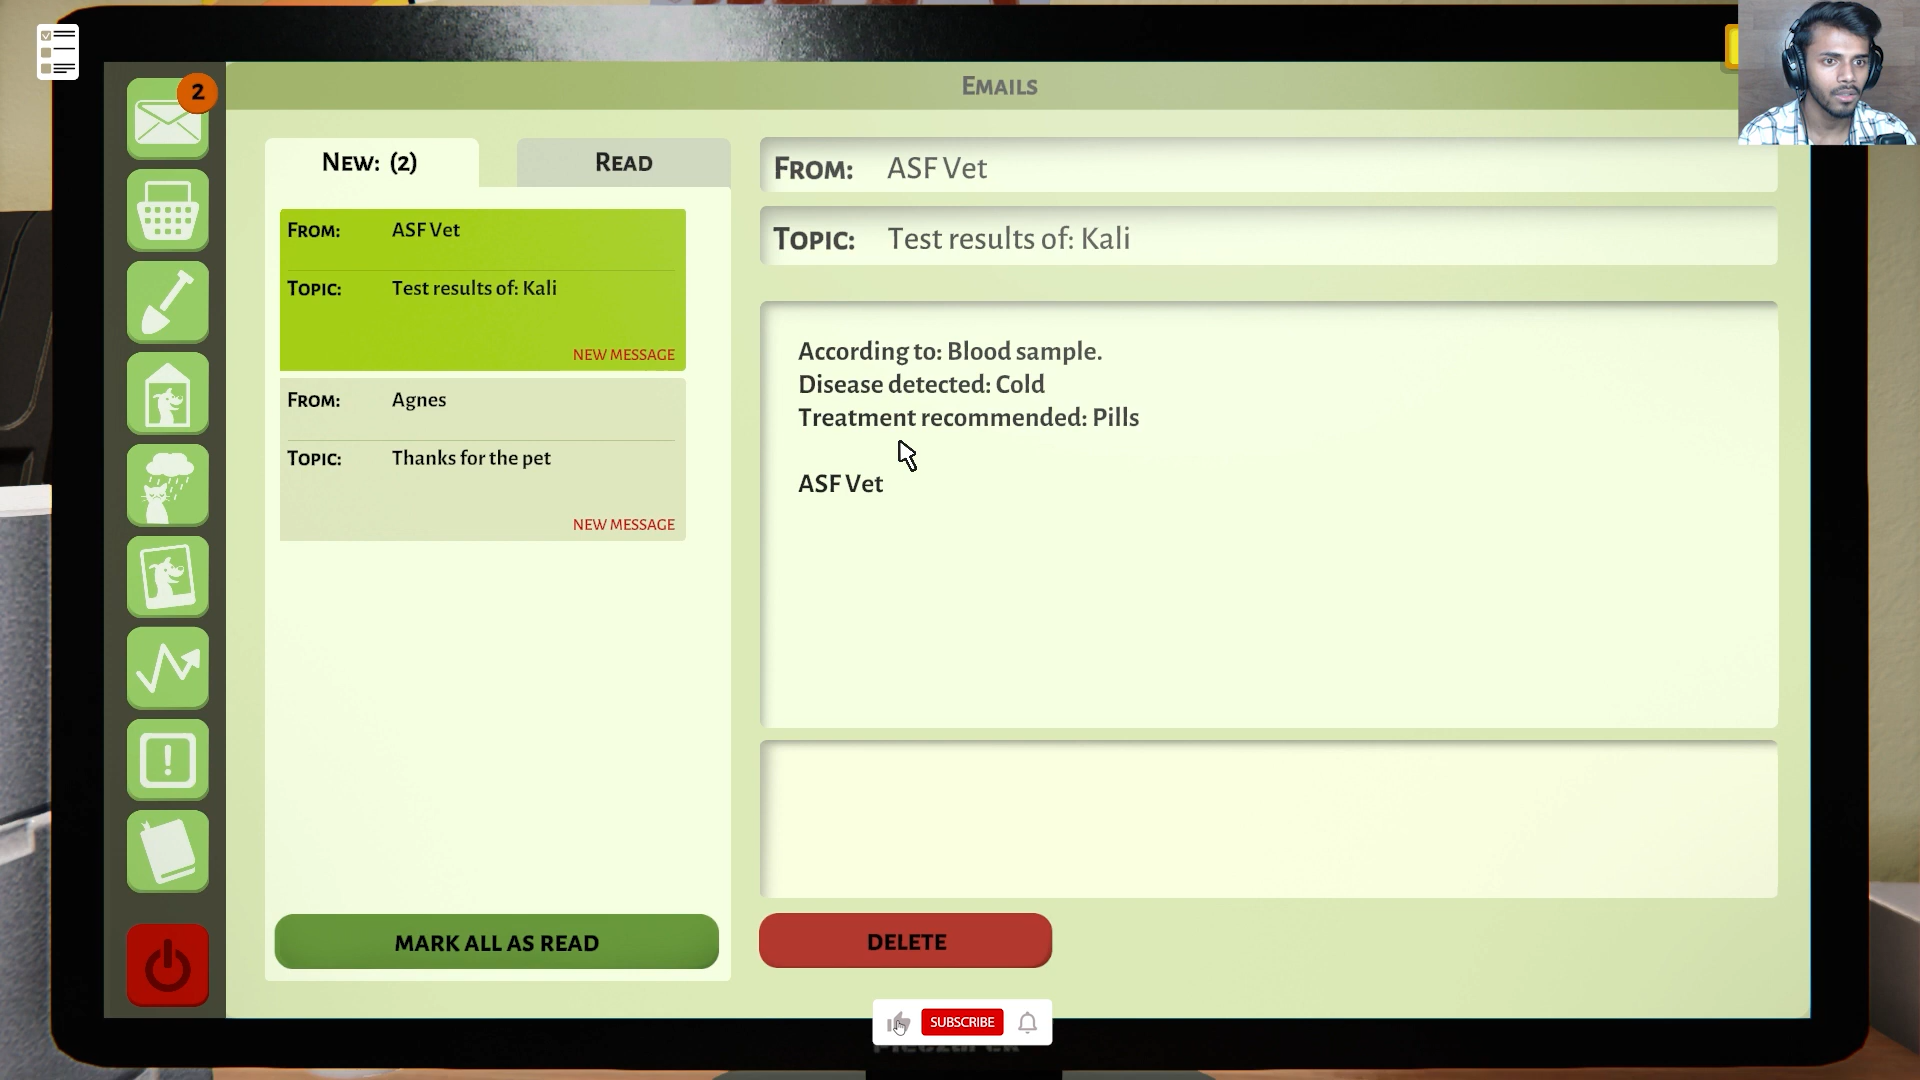 2
EMAILS
NEW: (2)
READ
FROM: ASF Vet
TOPIC: Test results of: Kali
NEW MESSAGE
FROM: Agnes
TOPIC: Thanks for the pet
NEW MESSAGE
MARK ALL AS READ
FROM: ASF Vet
TOPIC: Test results of: Kali
According to: Blood sample.
Disease detected: Cold
Treatment recommended: Pills
ASF Vet
DELETE
SUBSCRIBE